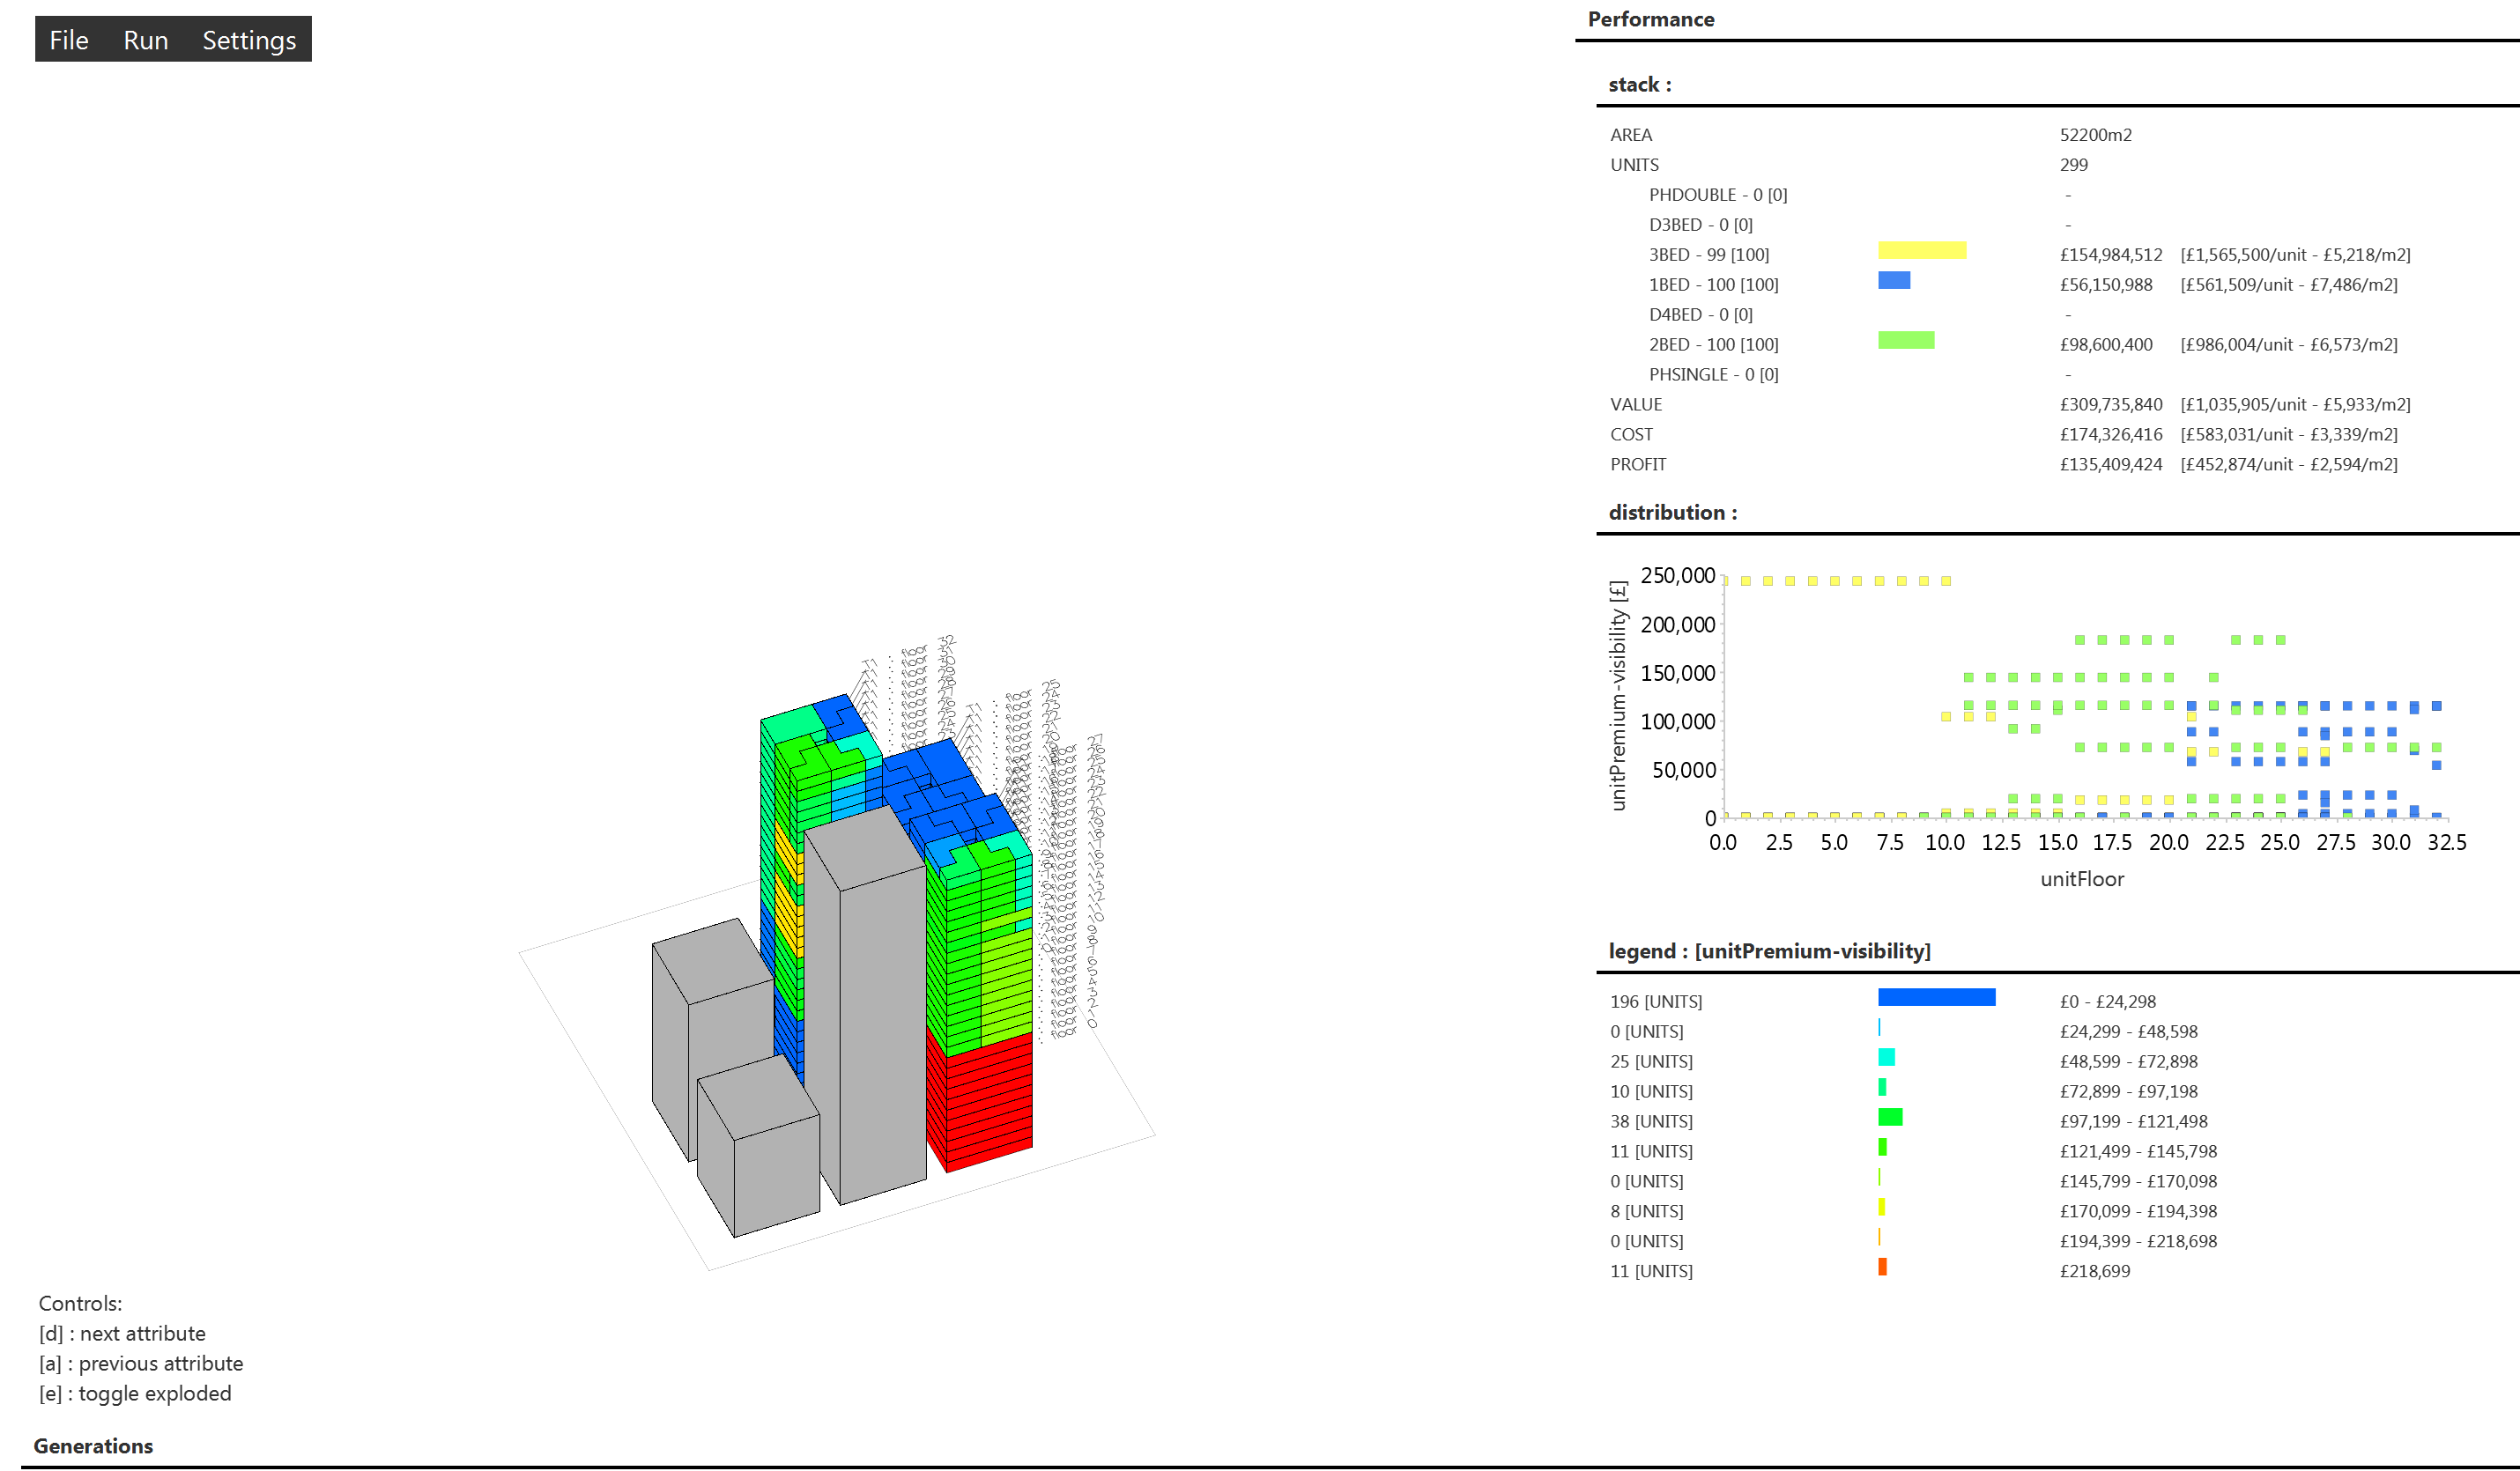 File Run Settings
Performance
stack :
AREA 52200m2
UNITS 299
PHDOUBLE - 0 [0] -
D3BED - 0 [0] -
3BED - 99 [100] £154,984,512 [£1,565,500/unit - £5,218/m2]
1BED - 100 [100] £56,150,988 [£561,509/unit - £7,486/m2]
D4BED - 0 [0] -
2BED - 100 [100] £98,600,400 [£986,004/unit - £6,573/m2]
PHSINGLE - 0 [0] -
VALUE £309,735,840 [£1,035,905/unit - £5,933/m2]
COST £174,326,416 [£583,031/unit - £3,339/m2]
PROFIT £135,409,424 [£452,874/unit - £2,594/m2]
distribution :
unitPremium-visibility [£]
250,000
200,000
150,000
100,000
50,000
0
0.0 2.5 5.0 7.5 10.0 12.5 15.0 17.5 20.0 22.5 25.0 27.5 30.0 32.5
unitFloor
legend : [unitPremium-visibility]
196 [UNITS] £0 - £24,298
0 [UNITS] £24,299 - £48,598
25 [UNITS] £48,599 - £72,898
10 [UNITS] £72,899 - £97,198
38 [UNITS] £97,199 - £121,498
11 [UNITS] £121,499 - £145,798
0 [UNITS] £145,799 - £170,098
8 [UNITS] £170,099 - £194,398
0 [UNITS] £194,399 - £218,698
11 [UNITS] £218,699
Controls:
[d] : next attribute
[a] : previous attribute
[e] : toggle exploded
Generations